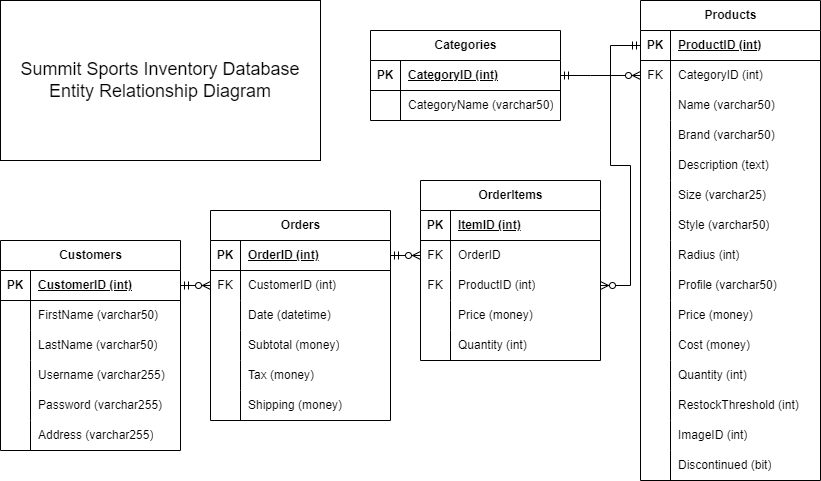 Summit Sports Inventory Database
Entity Relationship Diagram
Categories
PK CategoryID (int)
CategoryName (varchar50)
Products
PK ProductID (int)
FK CategoryID (int)
Name (varchar50)
Brand (varchar50)
Description (text)
Size (varchar25)
Style (varchar50)
Radius (int)
Profile (varchar50)
Price (money)
Cost (money)
Quantity (int)
RestockThreshold (int)
ImageID (int)
Discontinued (bit)
OrderItems
PK ItemID (int)
FK OrderID
FK ProductID (int)
Price (money)
Quantity (int)
Orders
PK OrderID (int)
FK CustomerID (int)
Date (datetime)
Subtotal (money)
Tax (money)
Shipping (money)
Customers
PK CustomerID (int)
FirstName (varchar50)
LastName (varchar50)
Username (varchar255)
Password (varchar255)
Address (varchar255)